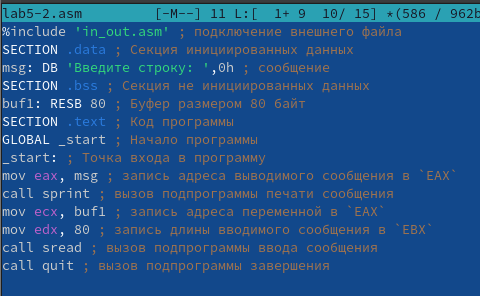 lab5-2.asm [-M--] 11 L:[ 1+ 9 10/ 15] *(586 / 962b
%include 'in_out.asm' ; подключение внешнего файла
SECTION .data ; Секция инициированных данных
msg: DB 'Введите строку: ',0h ; сообщение
SECTION .bss ; Секция не инициированных данных
buf1: RESB 80 ; Буфер размером 80 байт
SECTION .text ; Код программы
GLOBAL _start ; Начало программы
_start: ; Точка входа в программу
mov eax, msg ; запись адреса выводимого сообщения в `EAX`
call sprint ; вызов подпрограммы печати сообщения
mov ecx, buf1 ; запись адреса переменной в `EAX`
mov edx, 80 ; запись длины вводимого сообщения в `EBX`
call sread ; вызов подпрограммы ввода сообщения
call quit ; вызов подпрограммы завершения